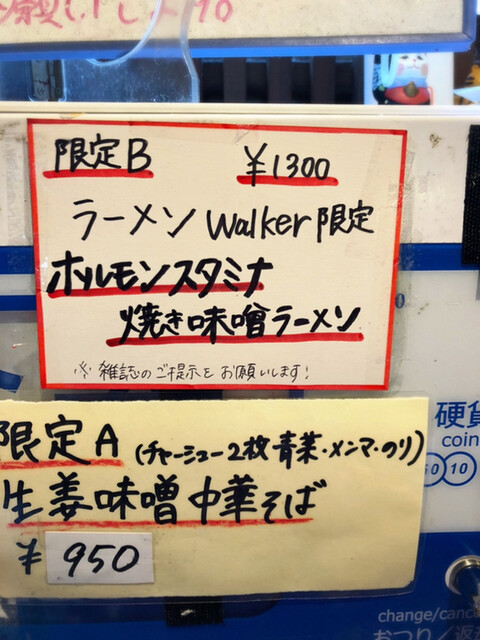 限定B ¥1300
ラーメンWalker限定
ホルモンスタミナ
焼き味噌ラーメン
※雑誌のご提示をお願いします!
限定A(チャーシュー2枚 青菜・メンマ・のり)
生姜味噌中華そば
¥950
硬貨
coin
10
change/cance